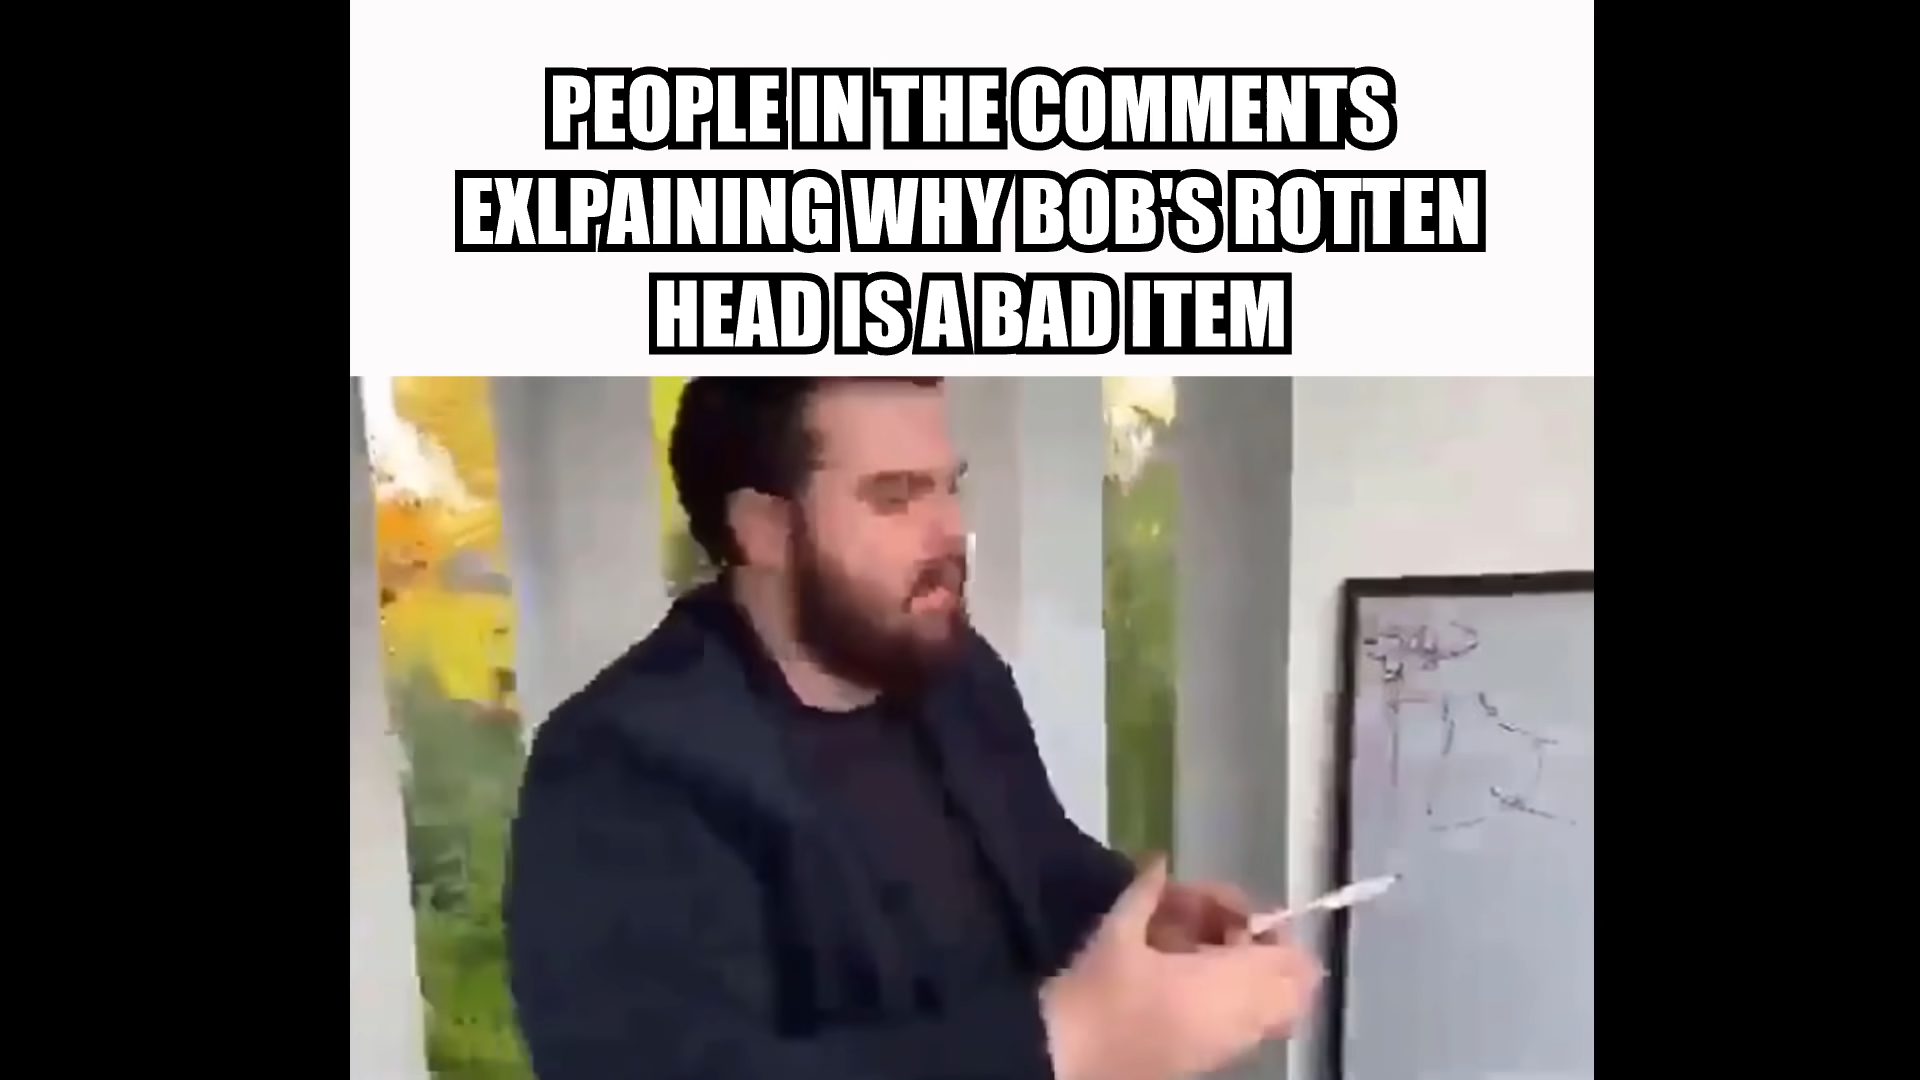 PEOPLE IN THE COMMENTS
EXLPAINING WHY BOB'S ROTTEN
HEAD IS A BAD ITEM